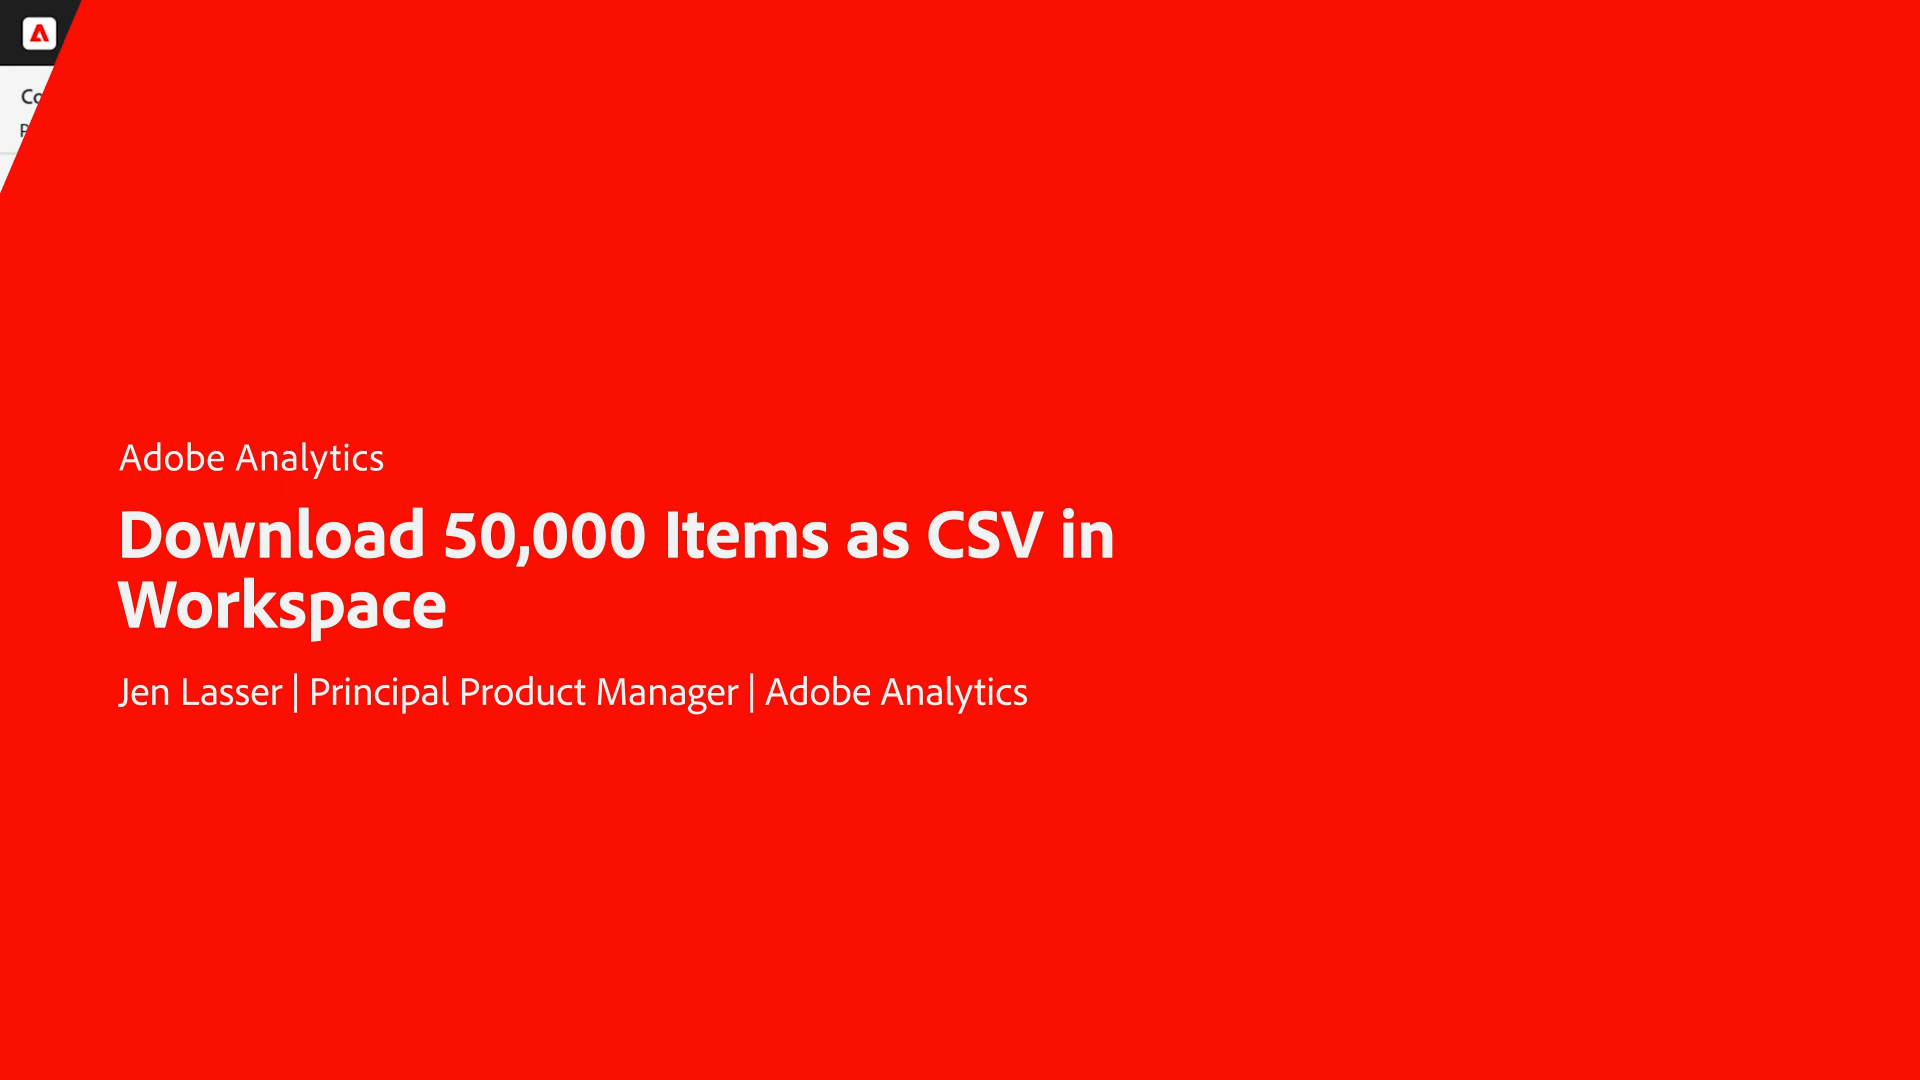 Adobe Analytics
Download 50,000 Items as CSV in
Workspace
Jen Lasser | Principal Product Manager | Adobe Analytics